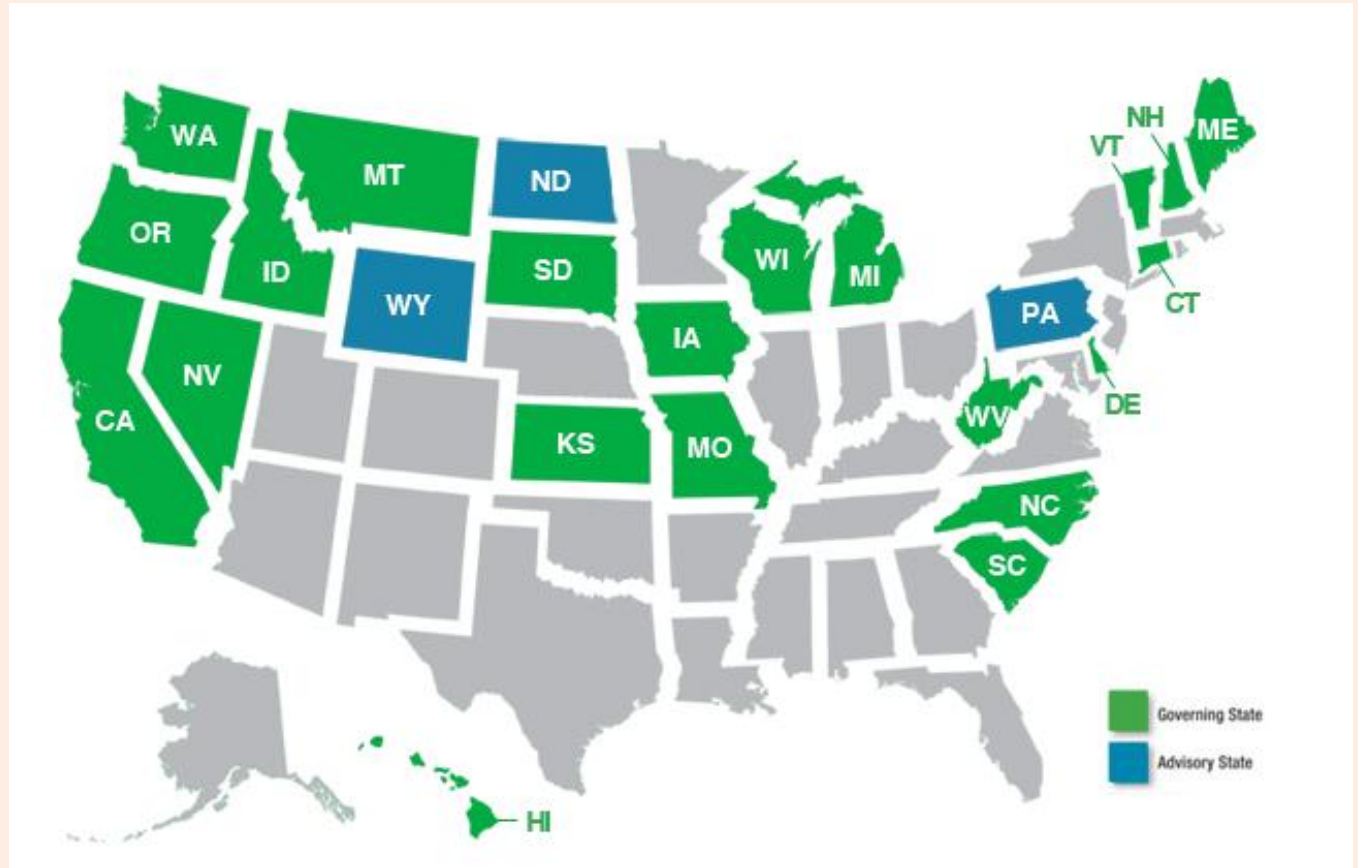 WA
MT
ND
OR
ID
SD
WY
WI
MI
VT
NH
ME
CT
PA
IA
NV
CA
KS
MO
WV
DE
NC
SC
HI
Governing State
Advisory State